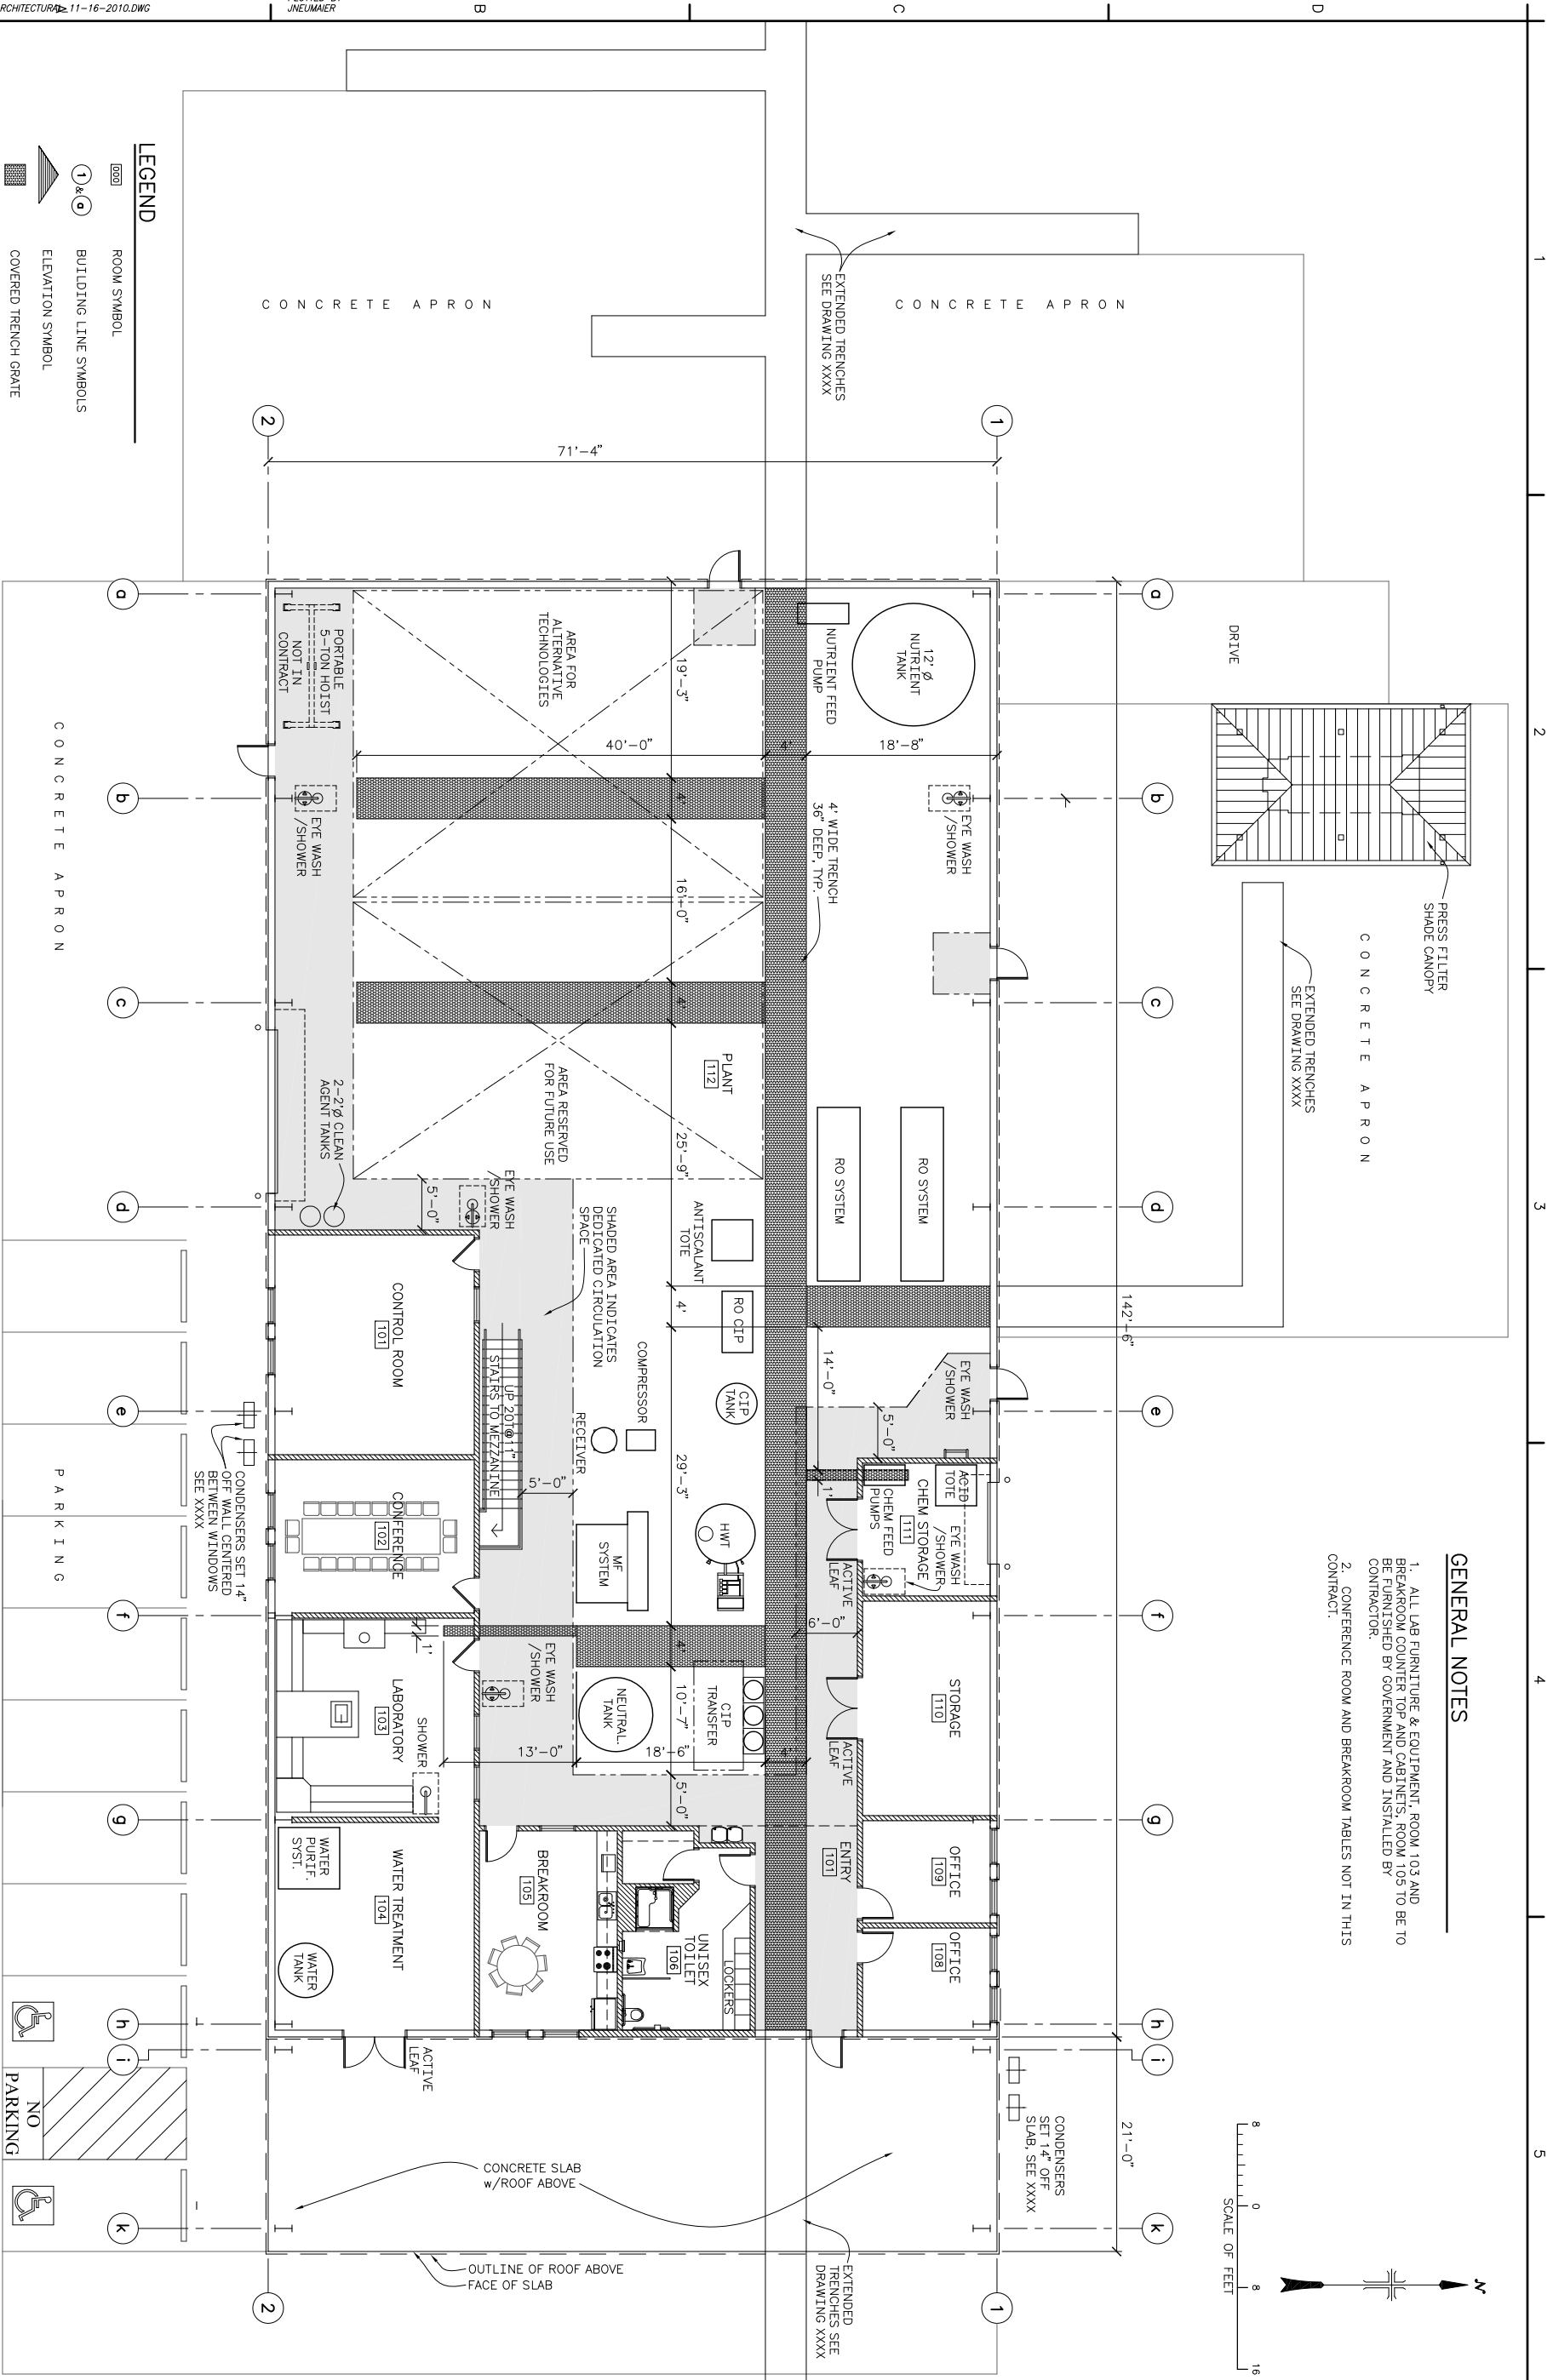 RCHITECTURAL 11-16-2010.DWG
JNEUMAIER
A
B
C
D
1
2
3
4
5
GENERAL NOTES
1. ALL LAB FURNITURE & EQUIPMENT, ROOM 103 AND
BREAKROOM COUNTER TOP AND CABINETS, ROOM 105 TO BE TO
BE FURNISHED BY GOVERNMENT AND INSTALLED BY
CONTRACTOR.
2. CONFERENCE ROOM AND BREAKROOM TABLES NOT IN THIS
CONTRACT.
N
8
0
8
16
SCALE OF FEET
DRIVE
PRESS FILTER
SHADE CANOPY
CONCRETE APRON
EXTENDED TRENCHES
SEE DRAWING XXXX
142'-6"
21'-0"
a
b
c
d
e
f
g
h
i
k
CONDENSERS
SET 14" OFF
SLAB, SEE XXXX
1
2
71'-4"
CONCRETE APRON
EXTENDED TRENCHES
SEE DRAWING XXXX
CONCRETE APRON
12' Ø
NUTRIENT
TANK
NUTRIENT FEED
PUMP
18'-8"
4'
40'-0"
EYE WASH
/SHOWER
4' WIDE TRENCH
36" DEEP, TYP.
RO SYSTEM
RO SYSTEM
14'-0"
EYE WASH
/SHOWER
5'-0"
ACID
TOTE
EYE WASH
/SHOWER
CHEM STORAGE
111
CHEM FEED
PUMPS
1'
ACTIVE
LEAF
6'-0"
STORAGE
110
ACTIVE
LEAF
OFFICE
109
OFFICE
108
ENTRY
101
EXTENDED
TRENCHES SEE
DRAWING XXXX
19'-3"
4'
16'-0"
4'
25'-9"
4'
29'-3"
4'
10'-7"
5'-0"
AREA FOR
ALTERNATIVE
TECHNOLOGIES
PLANT
112
AREA RESERVED
FOR FUTURE USE
ANTISCALANT
TOTE
RO CIP
CIP
TANK
HWT
COMPRESSOR
RECEIVER
5'-0"
MF
SYSTEM
CIP
TRANSFER
NEUTRAL.
TANK
4'
18'-6"
13'-0"
LOCKERS
UNISEX
TOILET
106
BREAKROOM
105
PORTABLE
5-TON HOIST
NOT IN
CONTRACT
EYE WASH
/SHOWER
2-2'Ø CLEAN
AGENT TANKS
5'-0"
EYE WASH
/SHOWER
SHADED AREA INDICATES
DEDICATED CIRCULATION
SPACE
UP 20T@11"
STAIRS TO MEZZANINE
EYE WASH
/SHOWER
CONTROL ROOM
101
CONFERENCE
102
1'
LABORATORY
103
SHOWER
WATER TREATMENT
104
WATER
PURIF.
SYST.
WATER
TANK
ACTIVE
LEAF
CONCRETE SLAB
w/ROOF ABOVE
OUTLINE OF ROOF ABOVE
FACE OF SLAB
1
2
CONDENSERS SET 14"
OFF WALL CENTERED
BETWEEN WINDOWS
SEE XXXX
a
b
c
d
e
f
g
h
i
k
CONCRETE APRON
PARKING
NO
PARKING
LEGEND
000
ROOM SYMBOL
1 & a
BUILDING LINE SYMBOLS
ELEVATION SYMBOL
COVERED TRENCH GRATE